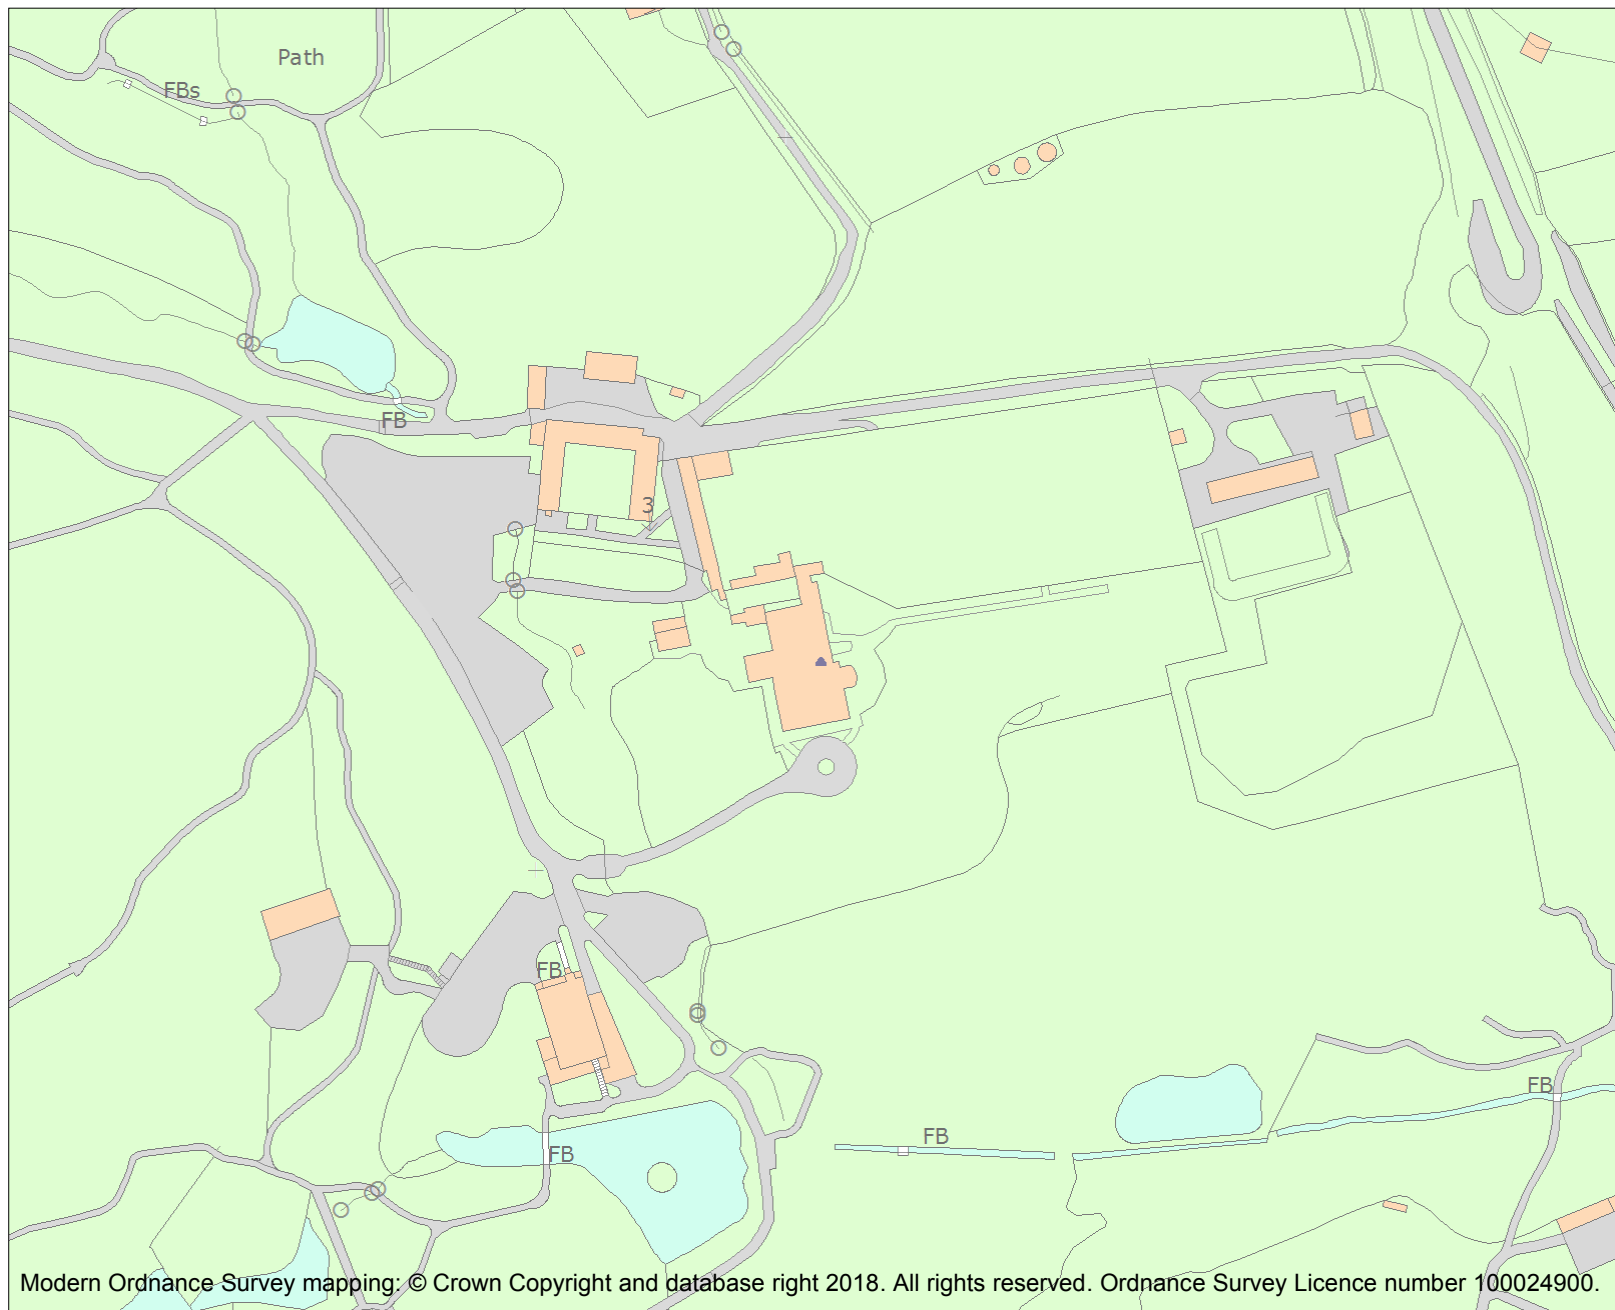 Path
FBs
FB
3
FB
FB
FB
FB
Modern Ordnance Survey mapping: © Crown Copyright and database right 2018. All rights reserved. Ordnance Survey Licence number 100024900.